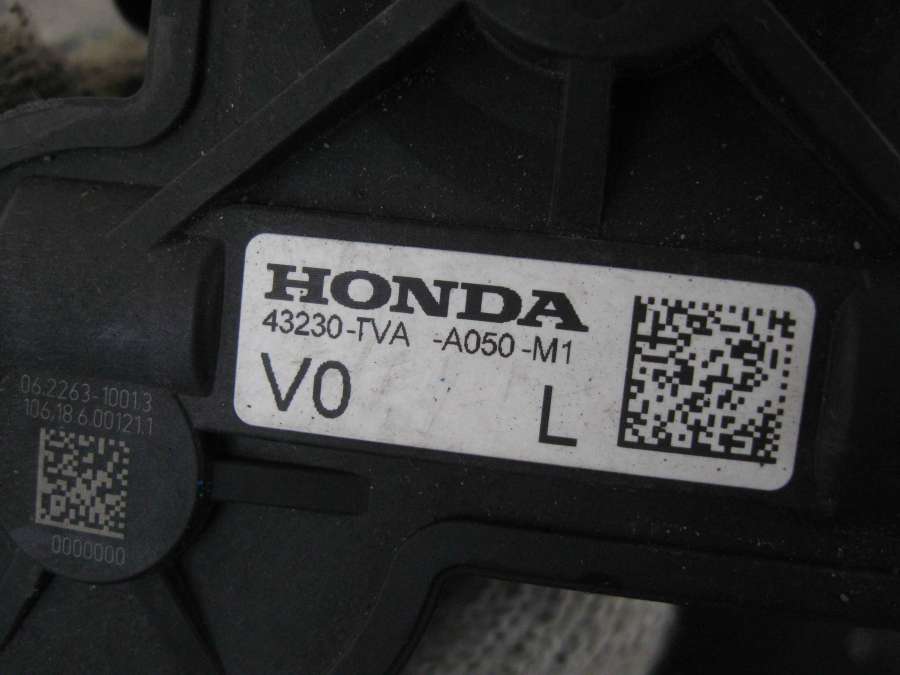 HONDA
43230-TVA -A050-M1
V0 L
06.2263-1001.3
106.18 6.00121.1
0000000